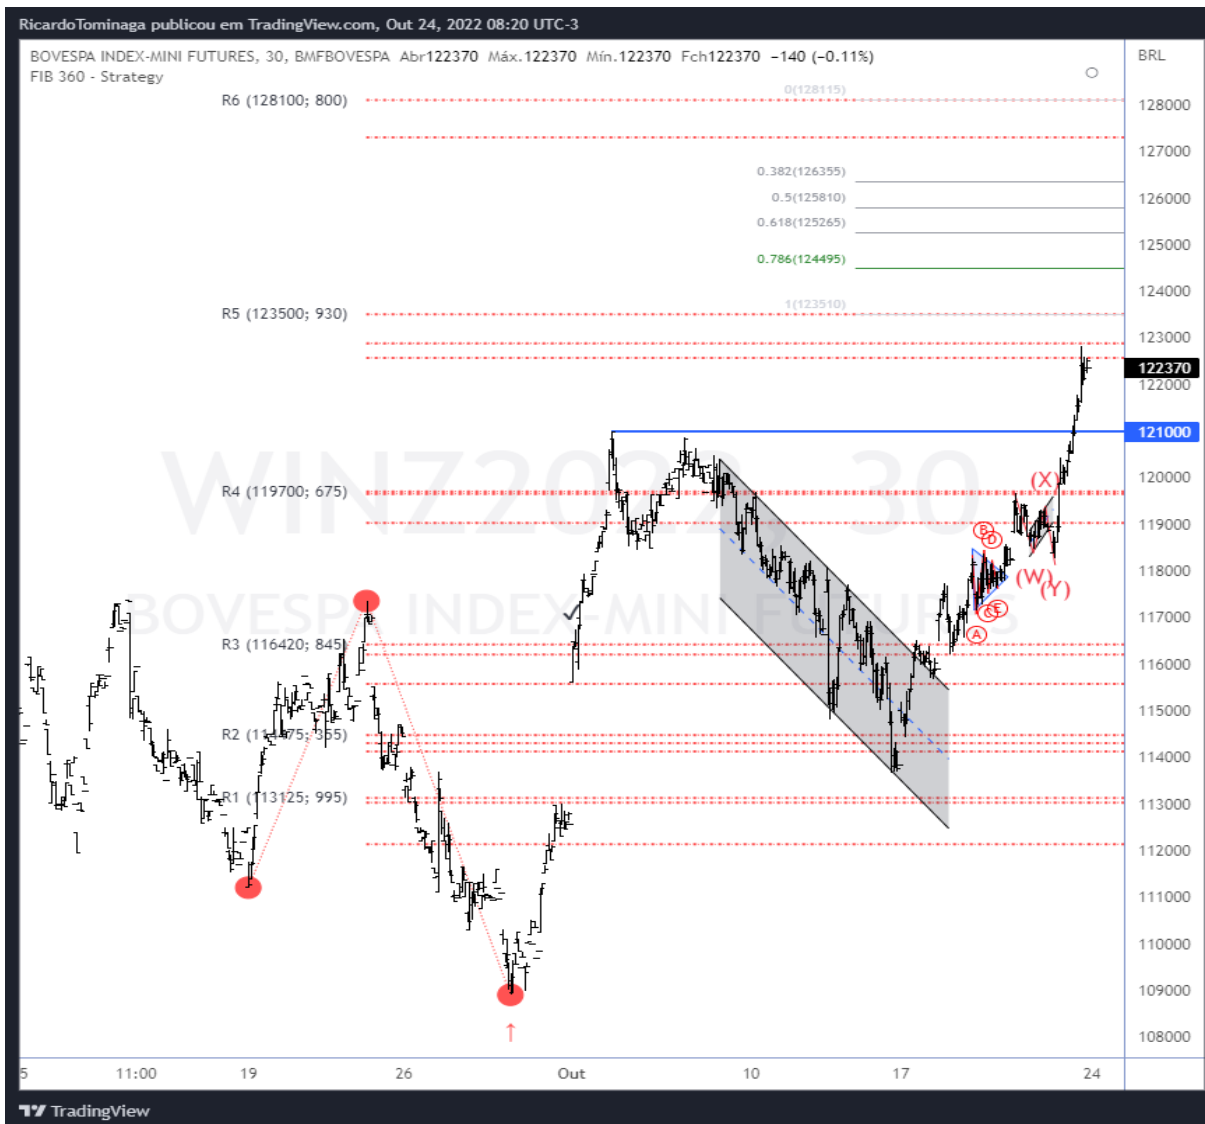 RicardoTominaga publicou em TradingView.com, Out 24, 2022 08:20 UTC-3
BOVESPA INDEX-MINI FUTURES, 30, BMFBOVESPA Abr122370 Máx.122370 Mín.122370 Fch122370 −140 (−0.11%)
BRL
FIB 360 - Strategy
R6 (128100; 800)
0(128115)
128000
127000
0.382(126355)
126000
0.5(125810)
0.618(125265)
125000
0.786(124495)
124000
1(123510)
R5 (123500; 930)
123000
122370
122000
121000
WINZ2022, 30
120000
(X)
R4 (119700; 675)
119000
B
D
118000
(W)
(Y)
BOVESPA INDEX-MINI FUTURES
117000
C
E
A
R3 (116420; 845)
116000
115000
R2 (114475; 355)
114000
R1 (113125; 995)
113000
112000
111000
110000
109000
108000
5 11:00 19 26 Out 10 17 24
TradingView